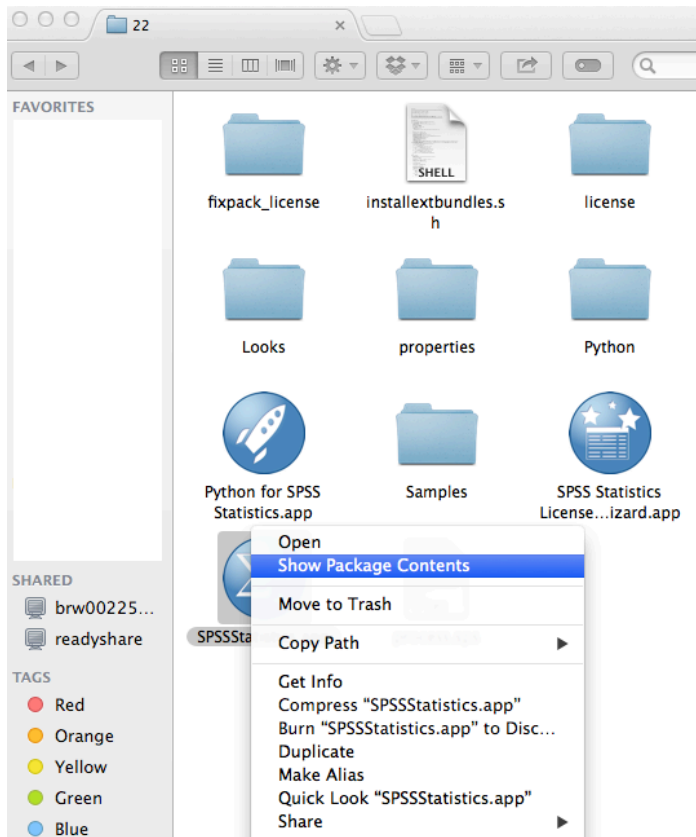 22
FAVORITES
SHELL
fixpack_license
installextbundles.s
h
license
Looks
properties
Python
Python for SPSS
Statistics.app
Samples
SPSS Statistics
License...izard.app
SHARED
brw00225...
readyshare
TAGS
Red
Orange
Yellow
Green
Blue
SPSSSta
Open
Show Package Contents
Move to Trash
Copy Path
Get Info
Compress “SPSSStatistics.app”
Burn “SPSSStatistics.app” to Disc...
Duplicate
Make Alias
Quick Look “SPSSStatistics.app”
Share